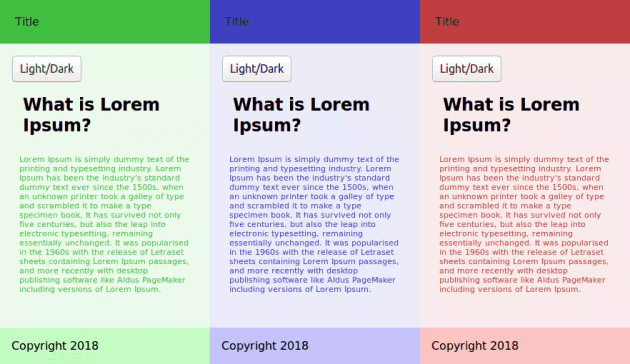 Title
Light/Dark
What is Lorem
Ipsum?
Lorem Ipsum is simply dummy text of the
printing and typesetting industry. Lorem
Ipsum has been the industry's standard
dummy text ever since the 1500s, when
an unknown printer took a galley of type
and scrambled it to make a type
specimen book. It has survived not only
five centuries, but also the leap into
electronic typesetting, remaining
essentially unchanged. It was popularised
in the 1960s with the release of Letraset
sheets containing Lorem Ipsum passages,
and more recently with desktop
publishing software like Aldus PageMaker
including versions of Lorem Ipsum.
Copyright 2018
Title
Light/Dark
What is Lorem
Ipsum?
Lorem Ipsum is simply dummy text of the
printing and typesetting industry. Lorem
Ipsum has been the industry's standard
dummy text ever since the 1500s, when
an unknown printer took a galley of type
and scrambled it to make a type
specimen book. It has survived not only
five centuries, but also the leap into
electronic typesetting, remaining
essentially unchanged. It was popularised
in the 1960s with the release of Letraset
sheets containing Lorem Ipsum passages,
and more recently with desktop
publishing software like Aldus PageMaker
including versions of Lorem Ipsum.
Copyright 2018
Title
Light/Dark
What is Lorem
Ipsum?
Lorem Ipsum is simply dummy text of the
printing and typesetting industry. Lorem
Ipsum has been the industry's standard
dummy text ever since the 1500s, when
an unknown printer took a galley of type
and scrambled it to make a type
specimen book. It has survived not only
five centuries, but also the leap into
electronic typesetting, remaining
essentially unchanged. It was popularised
in the 1960s with the release of Letraset
sheets containing Lorem Ipsum passages,
and more recently with desktop
publishing software like Aldus PageMaker
including versions of Lorem Ipsum.
Copyright 2018